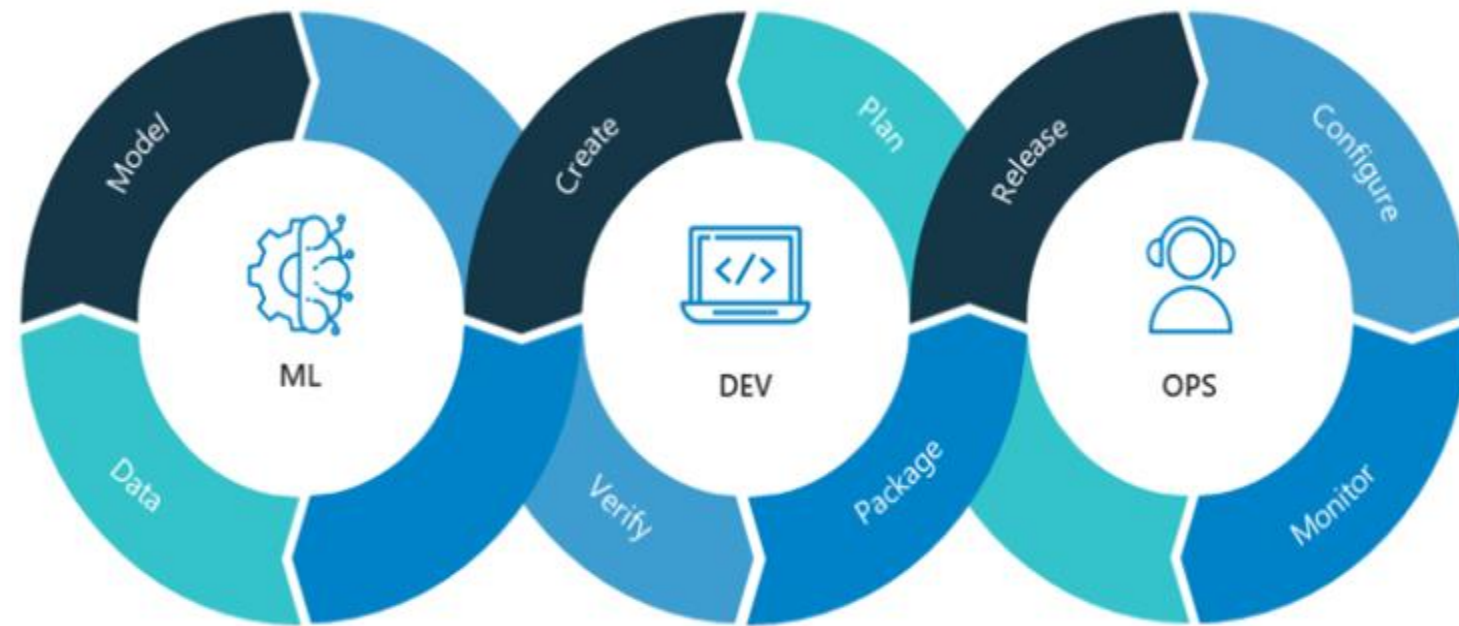 Model
Data
ML
Create
Plan
Verify
Package
DEV
Release
Configure
Monitor
OPS